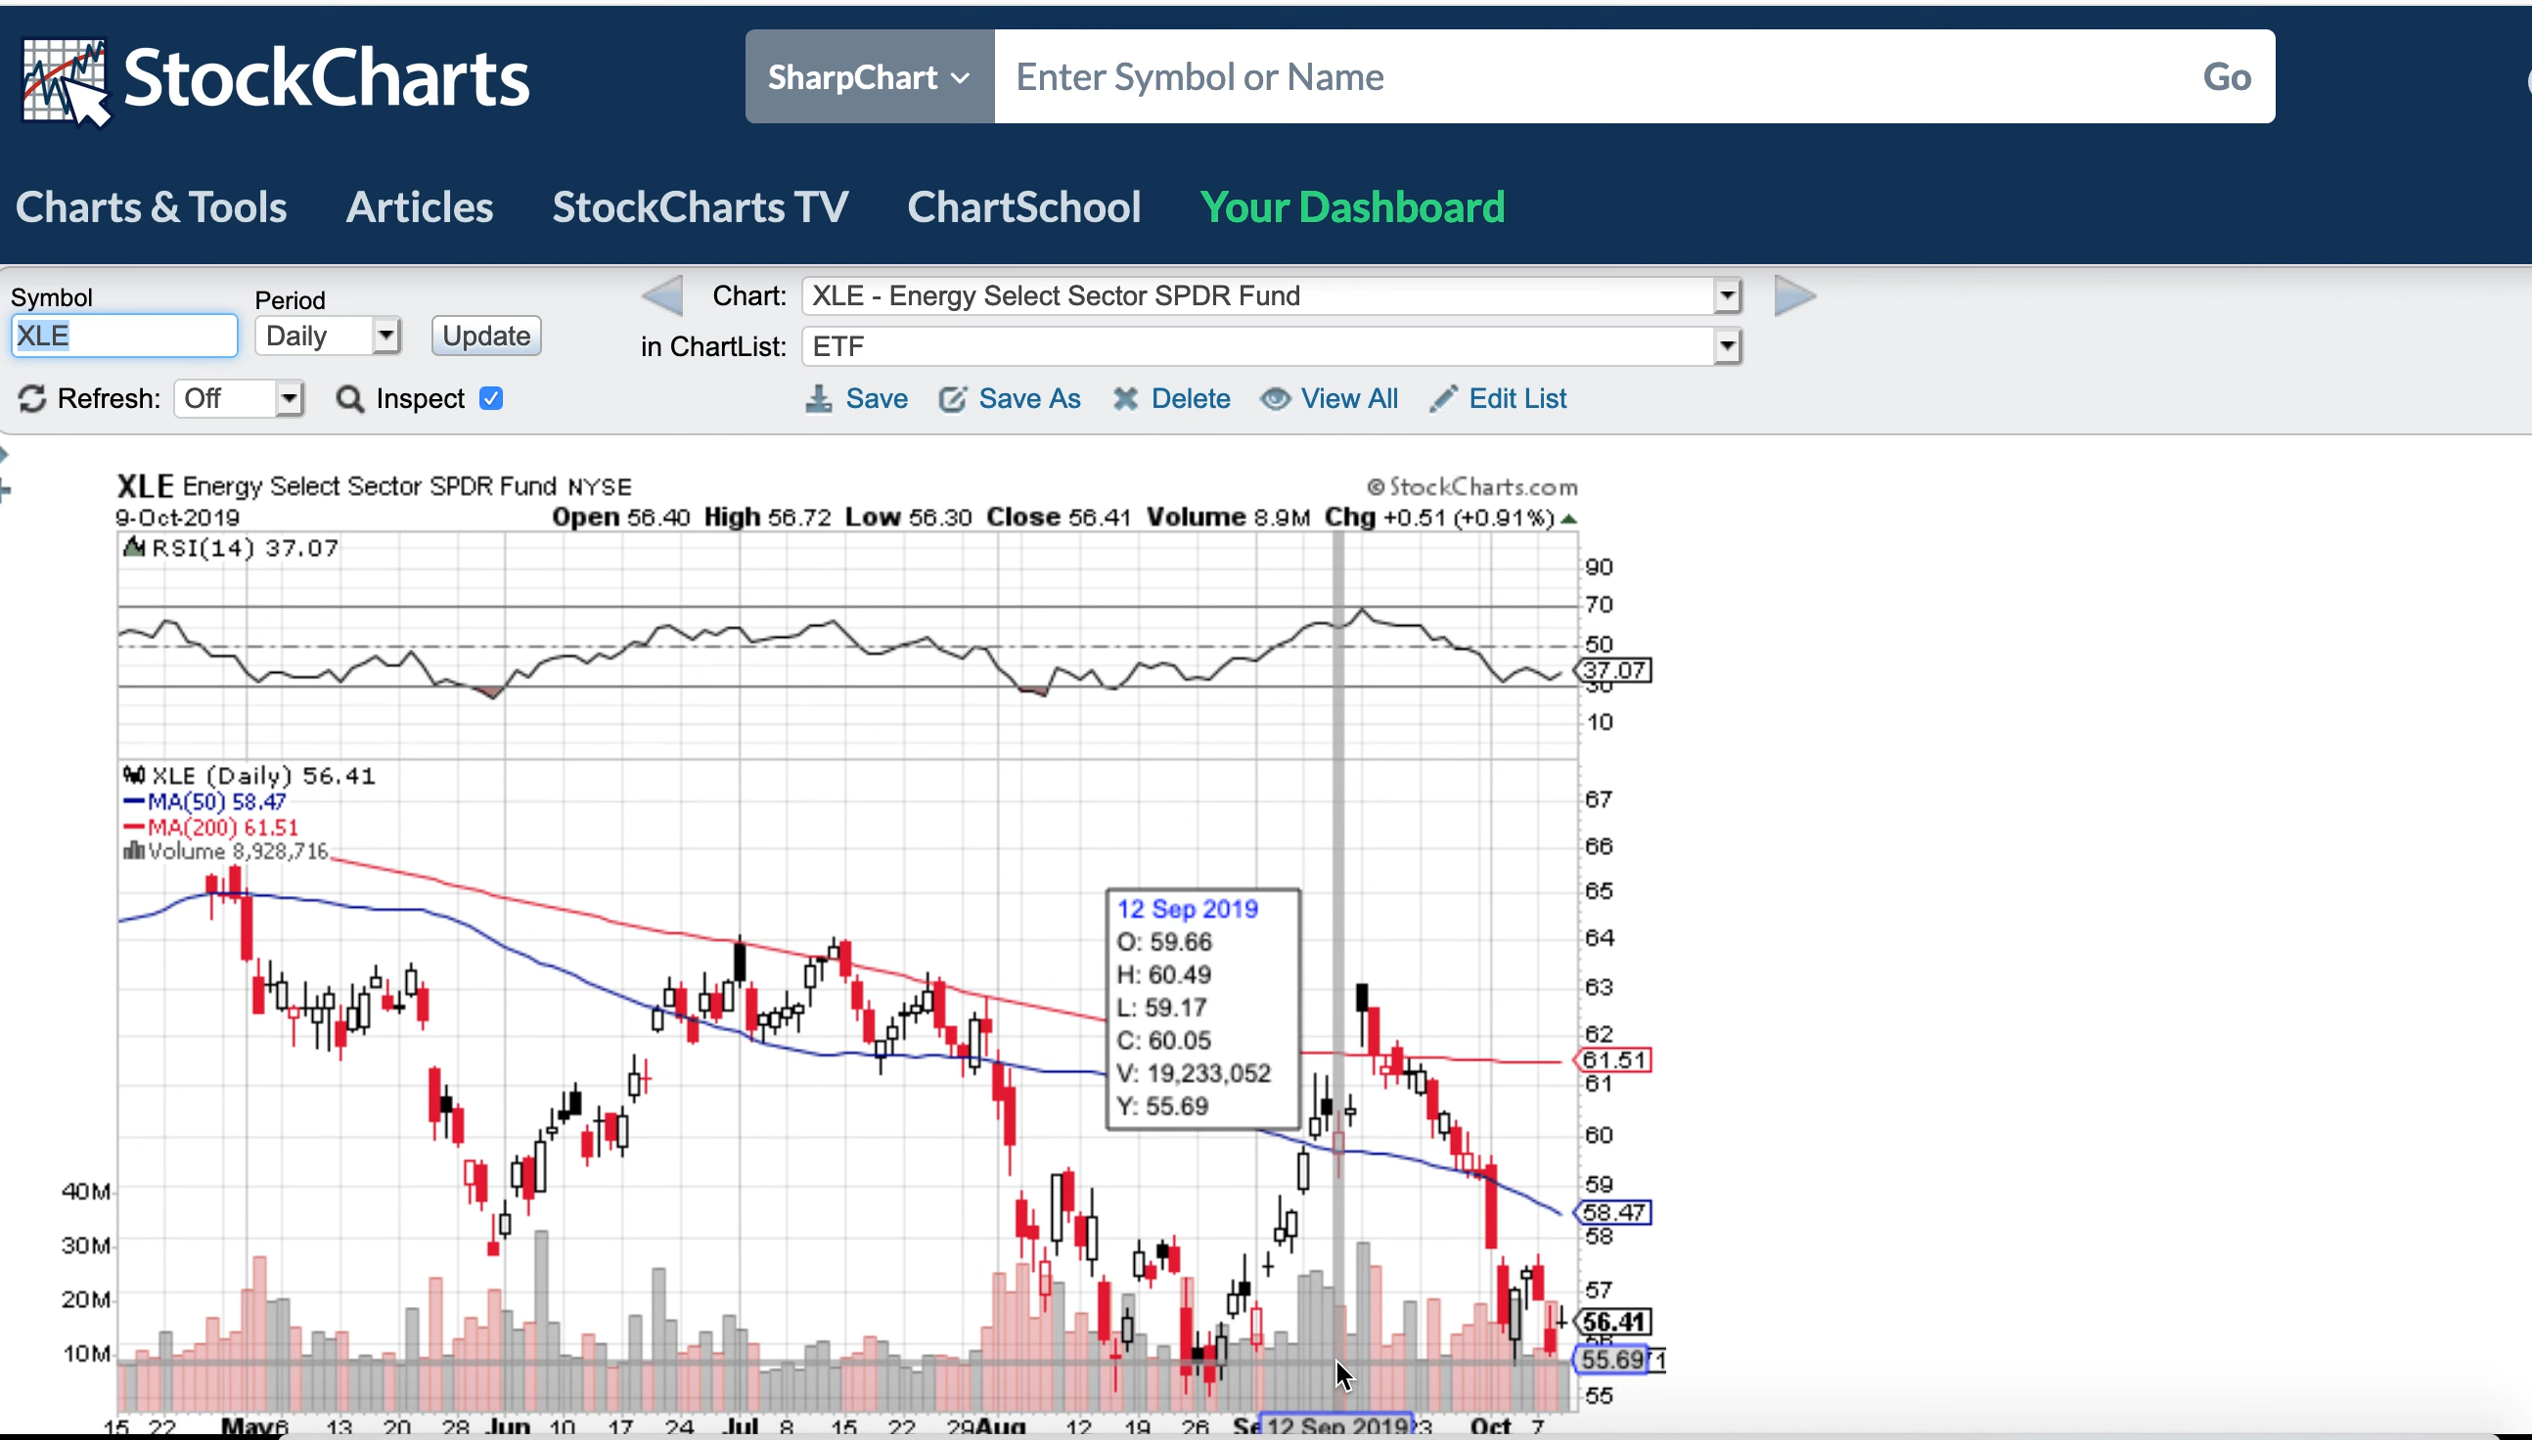 StockCharts
SharpChart Enter Symbol or Name Go
Charts & Tools Articles StockCharts TV ChartSchool Your Dashboard
Symbol Period Chart: XLE - Energy Select Sector SPDR Fund
XLE Daily Update in ChartList: ETF
Refresh: Off Inspect Save Save As Delete View All Edit List
XLE Energy Select Sector SPDR Fund NYSE © StockCharts.com
9-Oct-2019 Open 56.40 High 56.72 Low 56.30 Close 56.41 Volume 8.9M Chg +0.51 (+0.91%)
RSI(14) 37.07
90
70
50
37.07
30
10
XLE (Daily) 56.41
MA(50) 58.47
MA(200) 61.51
Volume 8,928,716
67
66
65
64
63
62
61.51
61
60
59
58.47
58
57
56.41
55.69
55
12 Sep 2019
O: 59.66
H: 60.49
L: 59.17
C: 60.05
V: 19,233,052
Y: 55.69
40M
30M
20M
10M
15 22 May 6 13 20 28 Jun 10 17 24 Jul 8 15 22 29 Aug 12 19 26 Se 12 Sep 2019 23 Oct 7